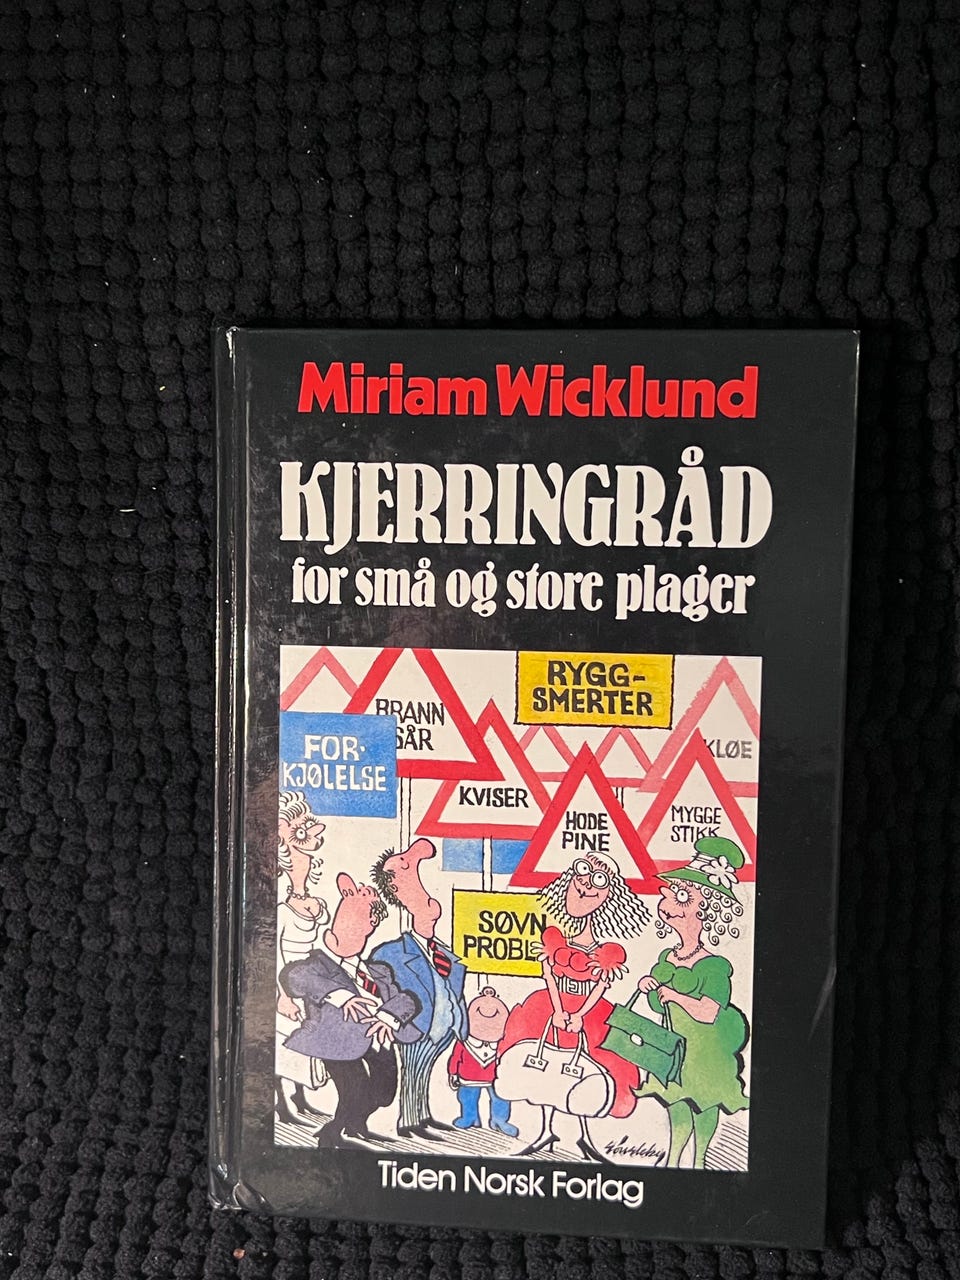 Miriam Wicklund
KJERRINGRÅD
for små og store plager
RYGG-
SMERTER
BRANN
SÅR
FOR-
KJØLELSE
KLØE
KVISER
HODE
PINE
MYGGE
STIKK
SØVN
PROBL
Tiden Norsk Forlag